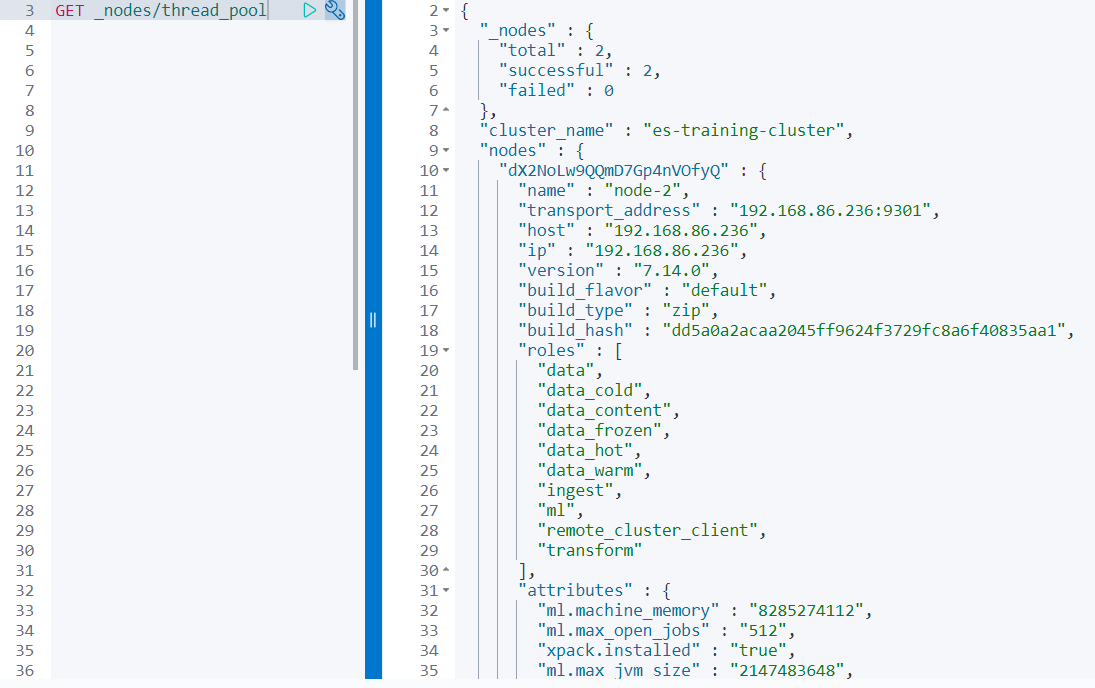 3 GET _nodes/thread_pool
4
5
6
7
8
9
10
11
12
13
14
15
16
17
18
19
20
21
22
23
24
25
26
27
28
29
30
31
32
33
34
35
36
2 {
3 "_nodes" : {
4 "total" : 2,
5 "successful" : 2,
6 "failed" : 0
7 },
8 "cluster_name" : "es-training-cluster",
9 "nodes" : {
10 "dX2NoLw9QQmD7Gp4nVOfyQ" : {
11 "name" : "node-2",
12 "transport_address" : "192.168.86.236:9301",
13 "host" : "192.168.86.236",
14 "ip" : "192.168.86.236",
15 "version" : "7.14.0",
16 "build_flavor" : "default",
17 "build_type" : "zip",
18 "build_hash" : "dd5a0a2acaa2045ff9624f3729fc8a6f40835aa1",
19 "roles" : [
20 "data",
21 "data_cold",
22 "data_content",
23 "data_frozen",
24 "data_hot",
25 "data_warm",
26 "ingest",
27 "ml",
28 "remote_cluster_client",
29 "transform"
30 ],
31 "attributes" : {
32 "ml.machine_memory" : "8285274112",
33 "ml.max_open_jobs" : "512",
34 "xpack.installed" : "true",
35 "ml.max_jvm_size" : "2147483648",